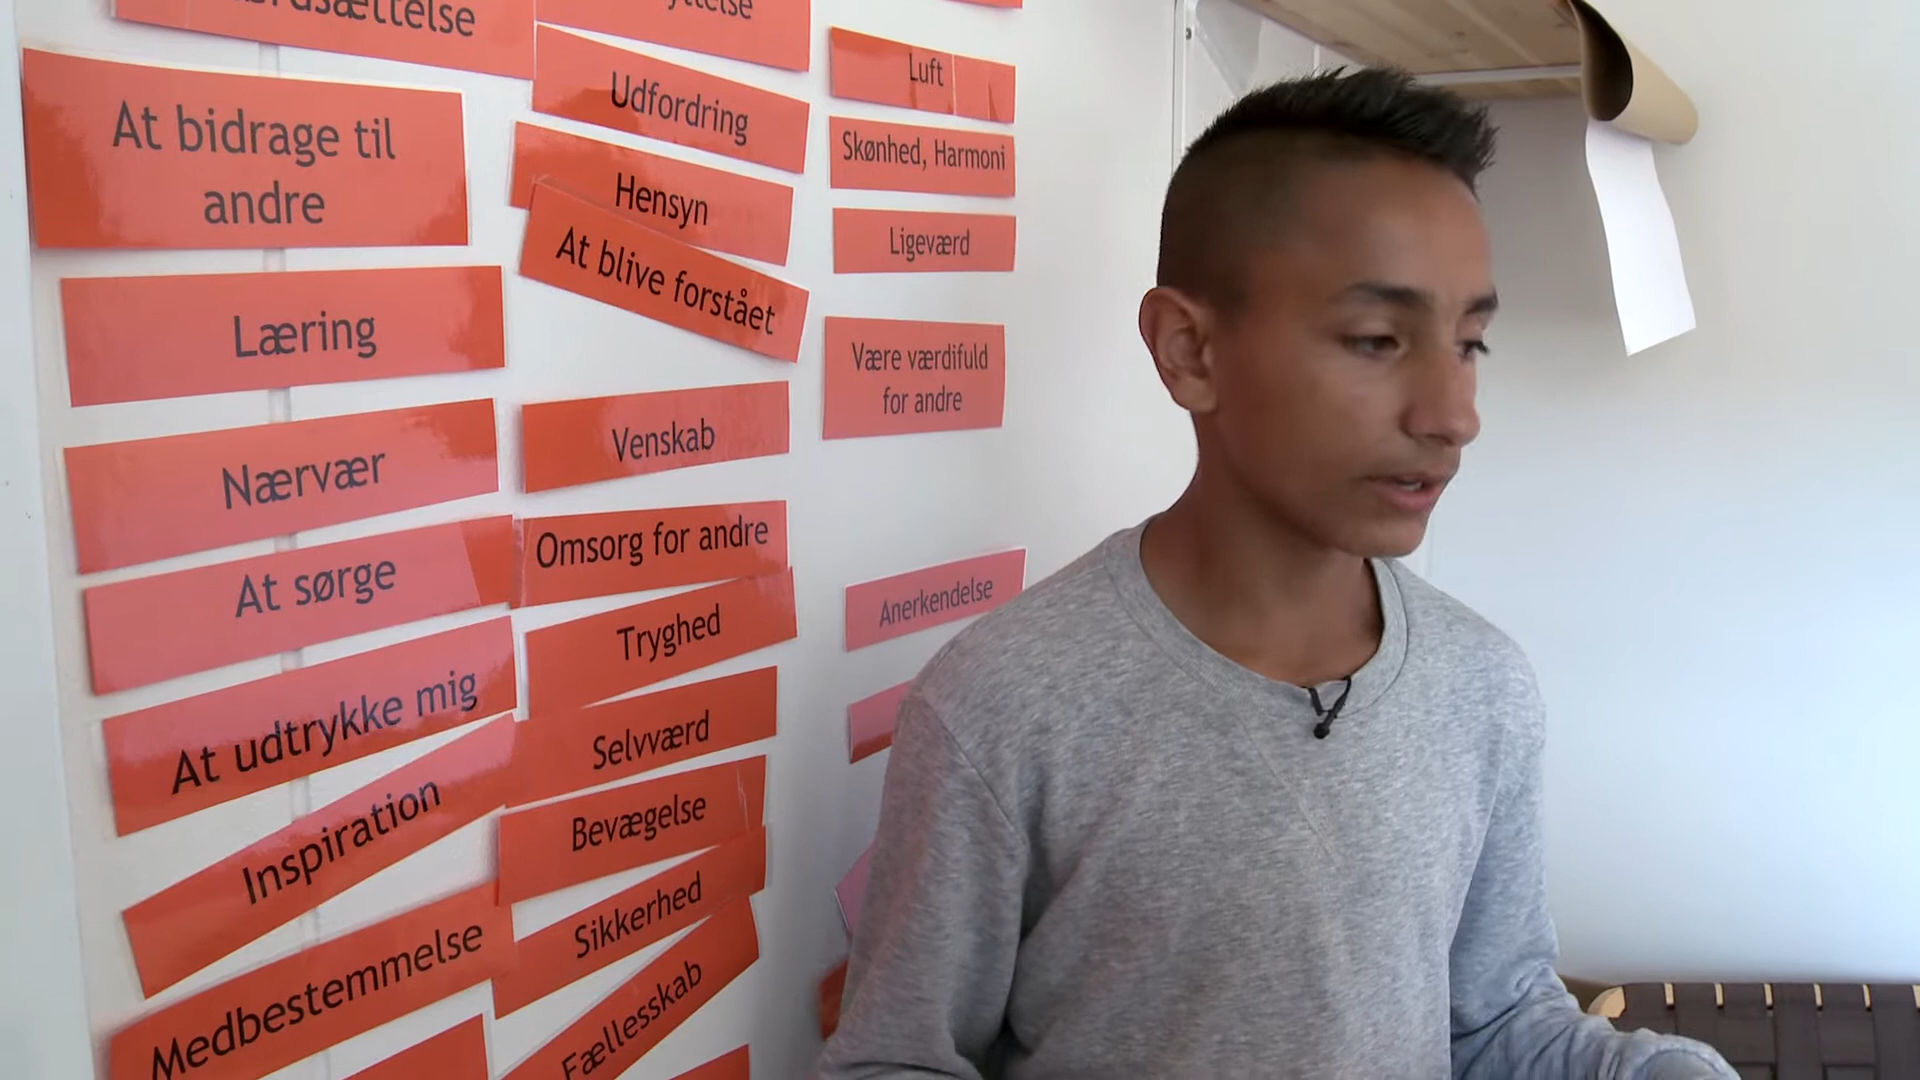 At bidrage til
andre
Læring
Nærvær
At sørge
At udtrykke mig
Inspiration
Medbestemmelse
Udfordring
Hensyn
At blive forstået
Venskab
Omsorg for andre
Tryghed
Selvværd
Bevægelse
Sikkerhed
Fællesskab
Luft
Skønhed, Harmoni
Ligeværd
Være værdifuld
for andre
Anerkendelse